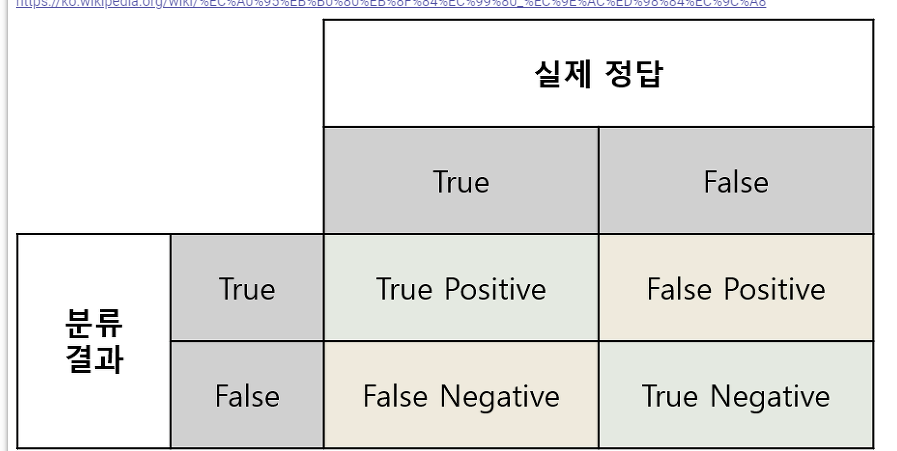 https://ko.wikipedia.org/wiki/%EC%A0%95%EB%B0%80%EB%8F%84%EC%99%80_%EC%9E%AC%ED%98%84%EC%9C%A8
실제 정답
True False
True True Positive False Positive
분류
결과
False False Negative True Negative